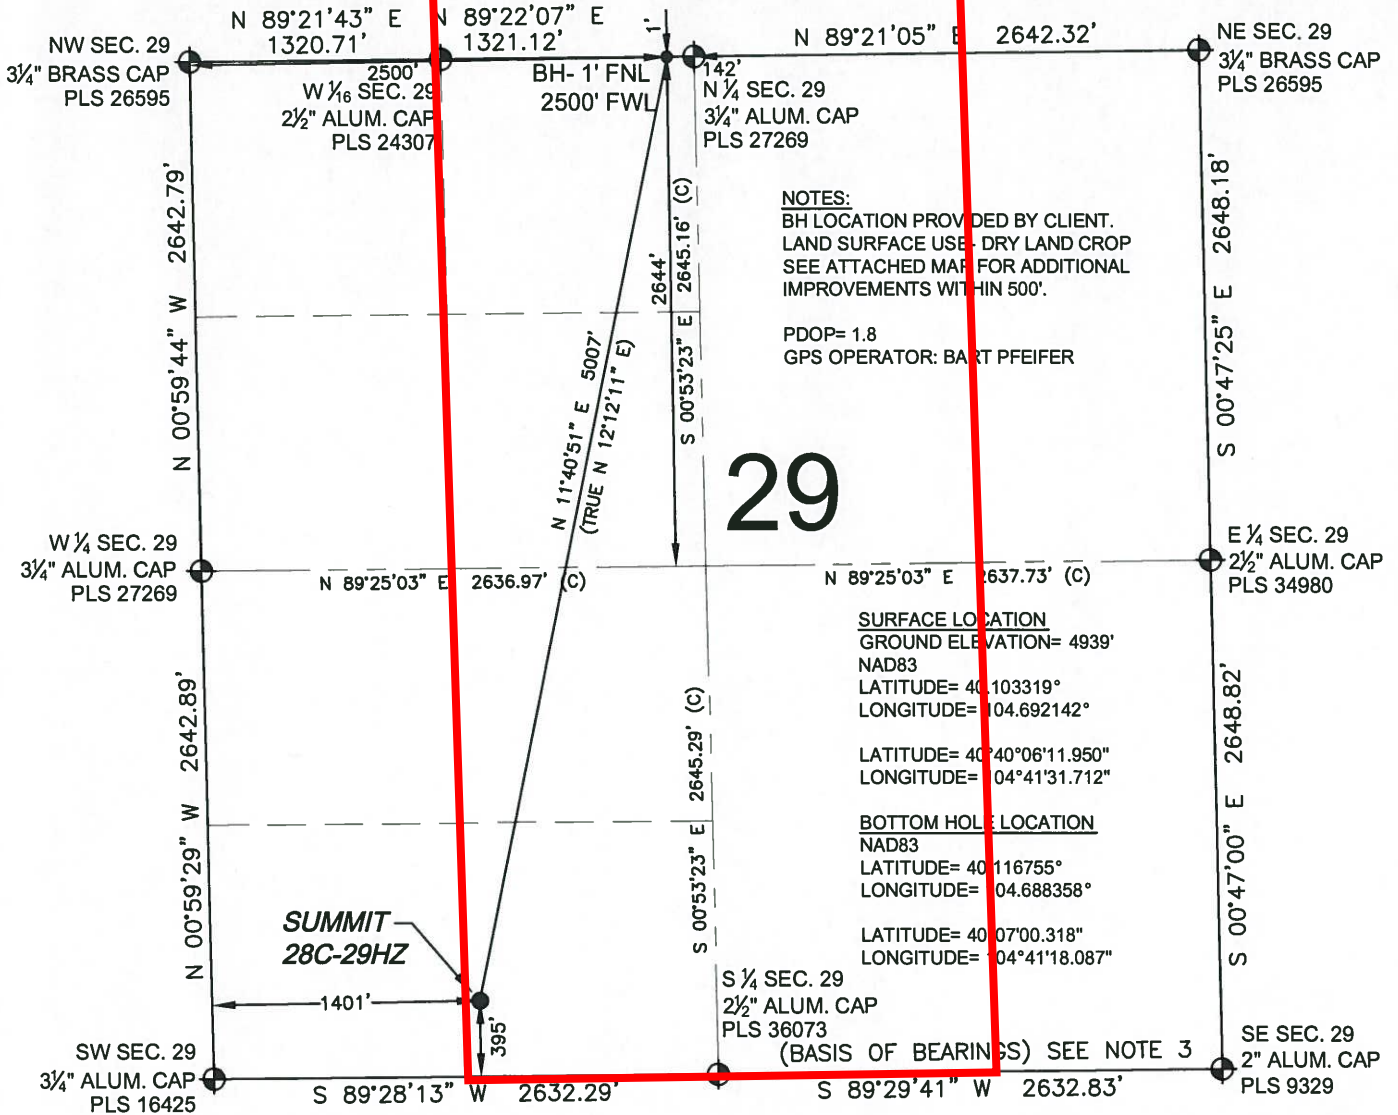 N 89°21'43" E
1320.71'
N 89°22'07" E
1321.12'
1'
N 89°21'05" E 2642.32'
NW SEC. 29
3¼" BRASS CAP
PLS 26595
2500'
W 1/16 SEC. 29
2½" ALUM. CAP
PLS 24307
BH- 1' FNL
2500' FWL
142'
N ¼ SEC. 29
3¼" ALUM. CAP
PLS 27269
NE SEC. 29
3¼" BRASS CAP
PLS 26595
NOTES:
BH LOCATION PROVIDED BY CLIENT.
LAND SURFACE USE- DRY LAND CROP
SEE ATTACHED MAP FOR ADDITIONAL
IMPROVEMENTS WITHIN 500'.
PDOP= 1.8
GPS OPERATOR: BART PFEIFER
N 00°59'44" W 2642.79'
N 11°40'51" E 5007'
(TRUE N 12°12'11" E)
2644'
S 00°53'23" E 2645.16' (C)
S 00°47'25" E 2648.18'
29
W ¼ SEC. 29
3¼" ALUM. CAP
PLS 27269
N 89°25'03" E 2636.97' (C)
N 89°25'03" E 2637.73' (C)
E ¼ SEC. 29
2½" ALUM. CAP
PLS 34980
SURFACE LOCATION
GROUND ELEVATION= 4939'
NAD83
LATITUDE= 40.103319°
LONGITUDE= 104.692142°
LATITUDE= 40°40°06'11.950"
LONGITUDE= 104°41'31.712"
BOTTOM HOLE LOCATION
NAD83
LATITUDE= 40.116755°
LONGITUDE= 104.688358°
LATITUDE= 40°07'00.318"
LONGITUDE= 104°41'18.087"
N 00°59'29" W 2642.89'
S 00°53'23" E 2645.29' (C)
S 00°47'00" E 2648.82'
SUMMIT
28C-29HZ
1401'
395'
S ¼ SEC. 29
2½" ALUM. CAP
PLS 36073
(BASIS OF BEARINGS) SEE NOTE 3
SW SEC. 29
3¼" ALUM. CAP
PLS 16425
S 89°28'13" W 2632.29'
S 89°29'41" W 2632.83'
SE SEC. 29
2" ALUM. CAP
PLS 9329